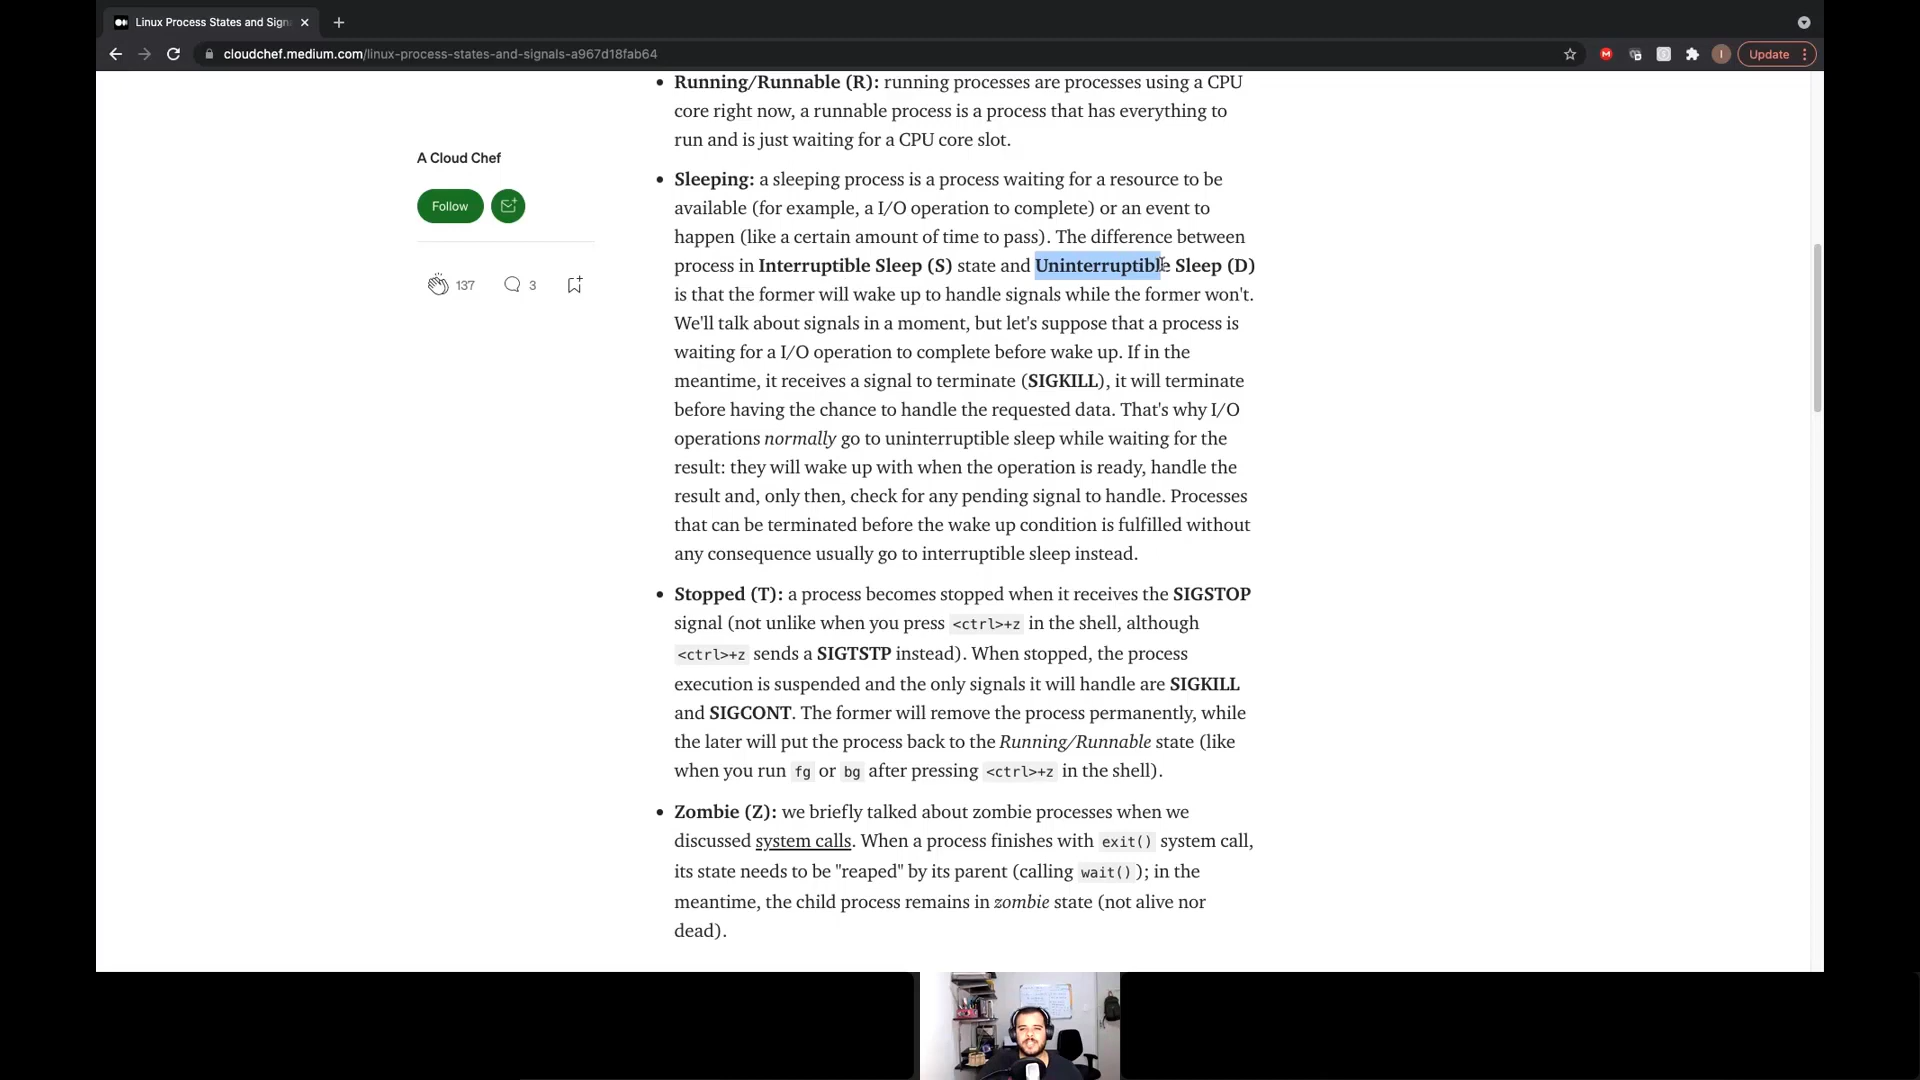 Linux Process States and Sign
cloudchef.medium.com/linux-process-states-and-signals-a967d18fab64
Update
A Cloud Chef
Follow
137
3
• Running/Runnable (R): running processes are processes using a CPU
core right now, a runnable process is a process that has everything to
run and is just waiting for a CPU core slot.
• Sleeping: a sleeping process is a process waiting for a resource to be
available (for example, a I/O operation to complete) or an event to
happen (like a certain amount of time to pass). The difference between
process in Interruptible Sleep (S) state and Uninterruptible Sleep (D)
is that the former will wake up to handle signals while the former won't.
We'll talk about signals in a moment, but let's suppose that a process is
waiting for a I/O operation to complete before wake up. If in the
meantime, it receives a signal to terminate (SIGKILL), it will terminate
before having the chance to handle the requested data. That's why I/O
operations normally go to uninterruptible sleep while waiting for the
result: they will wake up with when the operation is ready, handle the
result and, only then, check for any pending signal to handle. Processes
that can be terminated before the wake up condition is fulfilled without
any consequence usually go to interruptible sleep instead.
• Stopped (T): a process becomes stopped when it receives the SIGSTOP
signal (not unlike when you press <ctrl>+z in the shell, although
<ctrl>+z sends a SIGTSTP instead). When stopped, the process
execution is suspended and the only signals it will handle are SIGKILL
and SIGCONT. The former will remove the process permanently, while
the later will put the process back to the Running/Runnable state (like
when you run fg or bg after pressing <ctrl>+z in the shell).
• Zombie (Z): we briefly talked about zombie processes when we
discussed system calls. When a process finishes with exit() system call,
its state needs to be "reaped" by its parent (calling wait() ); in the
meantime, the child process remains in zombie state (not alive nor
dead).